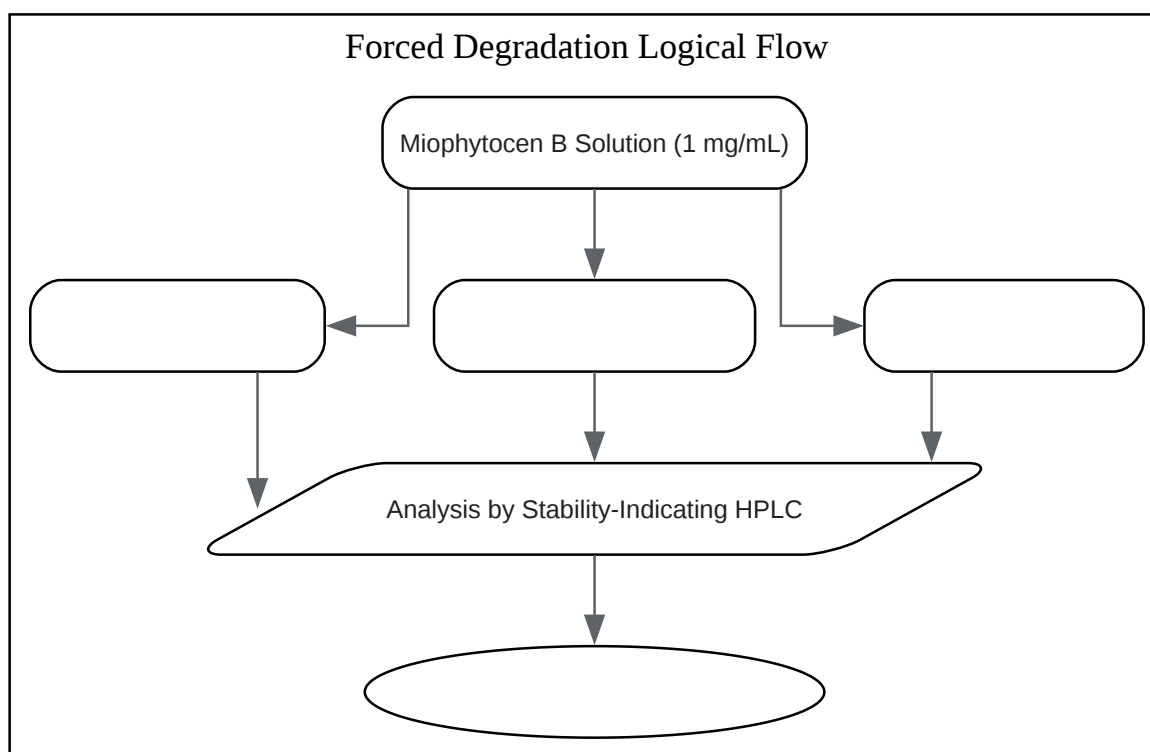 Forced Degradation Logical Flow
Miophytocen B Solution (1 mg/mL)
Analysis by Stability-Indicating HPLC